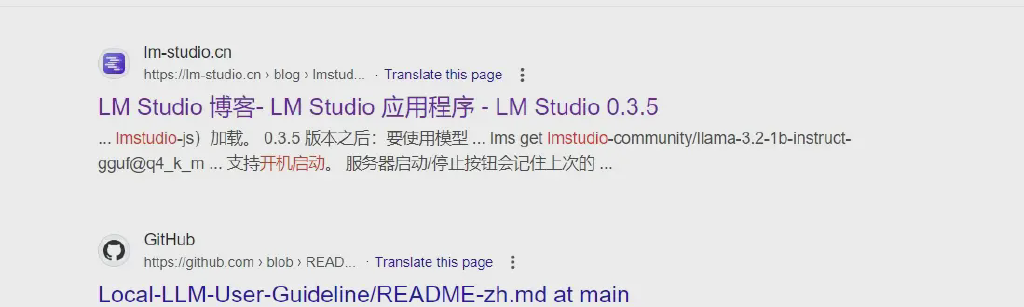 lm-studio.cn
https://lm-studio.cn › blog › lmstud... · Translate this page
LM Studio 博客- LM Studio 应用程序 - LM Studio 0.3.5
... lmstudio-js）加载。 0.3.5 版本之后：要使用模型 ... lms get lmstudio-community/llama-3.2-1b-instruct-
gguf@q4_k_m ... 支持开机启动。 服务器启动/停止按钮会记住上次的 ...
GitHub
https://github.com › blob › READ... · Translate this page
Local-LLM-User-Guideline/README-zh.md at main